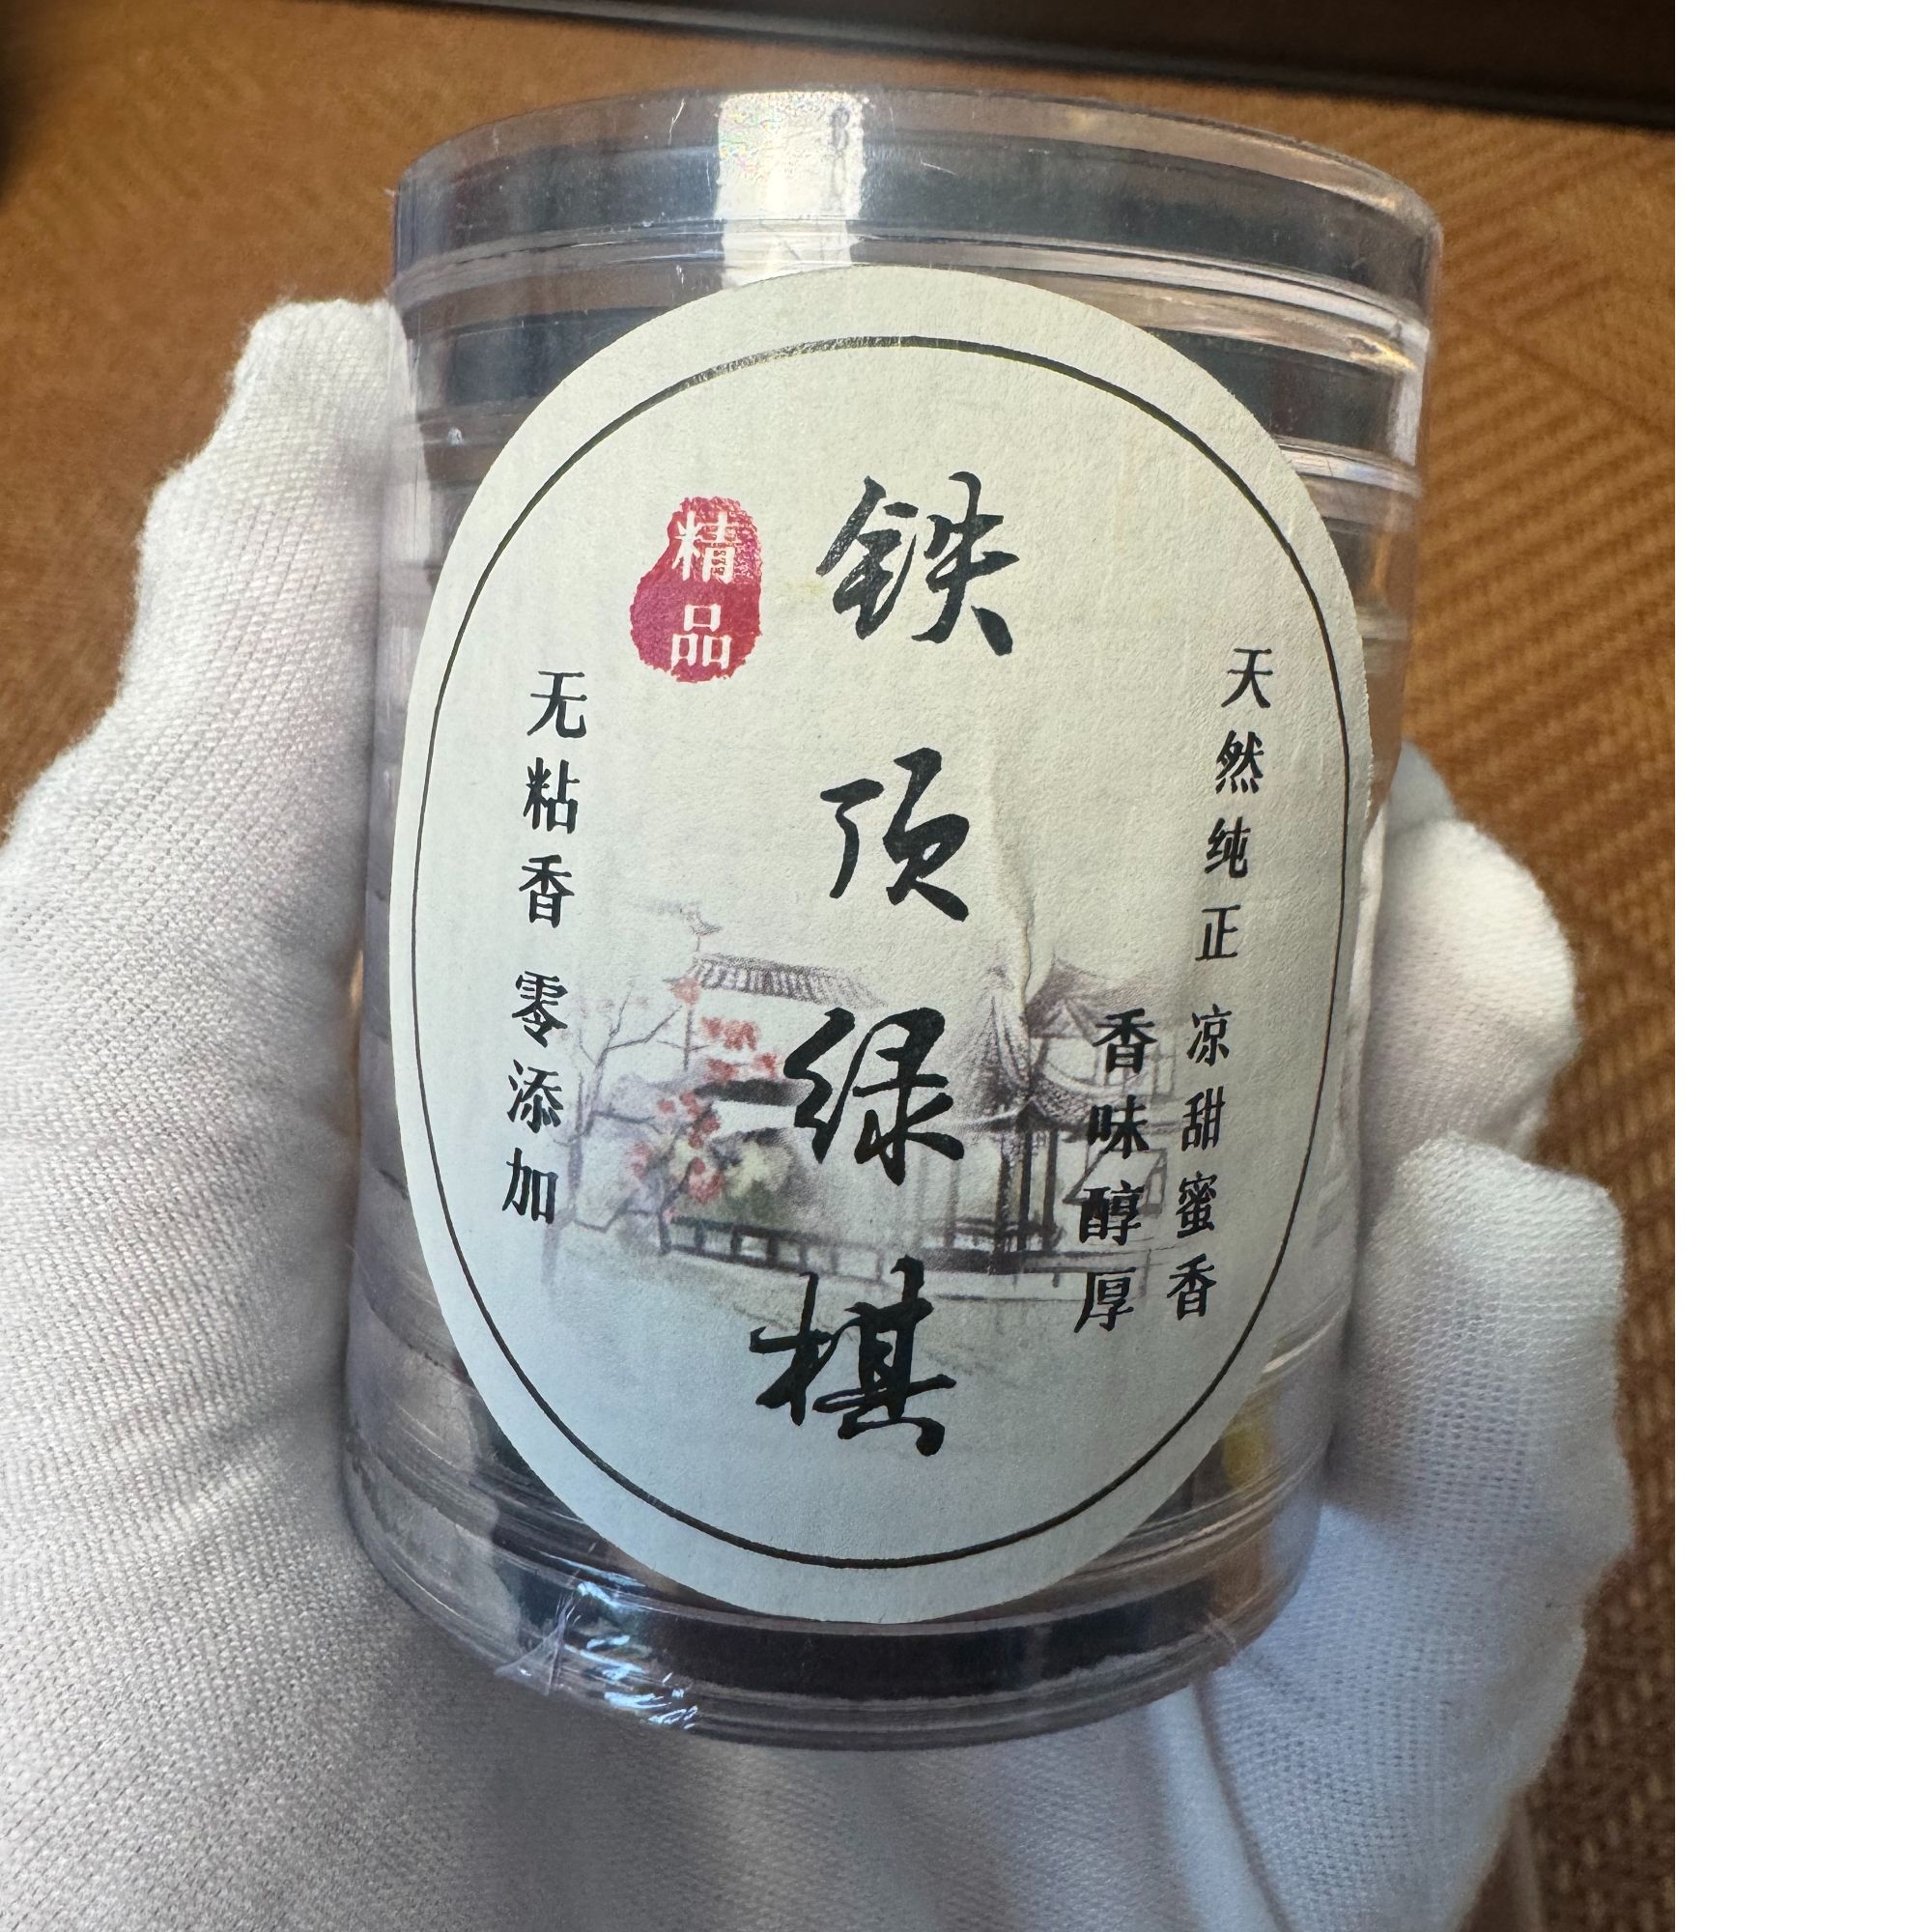 天然纯正 凉甜蜜香
香味醇厚
铁顶绿棋
精品
无粘香 零添加